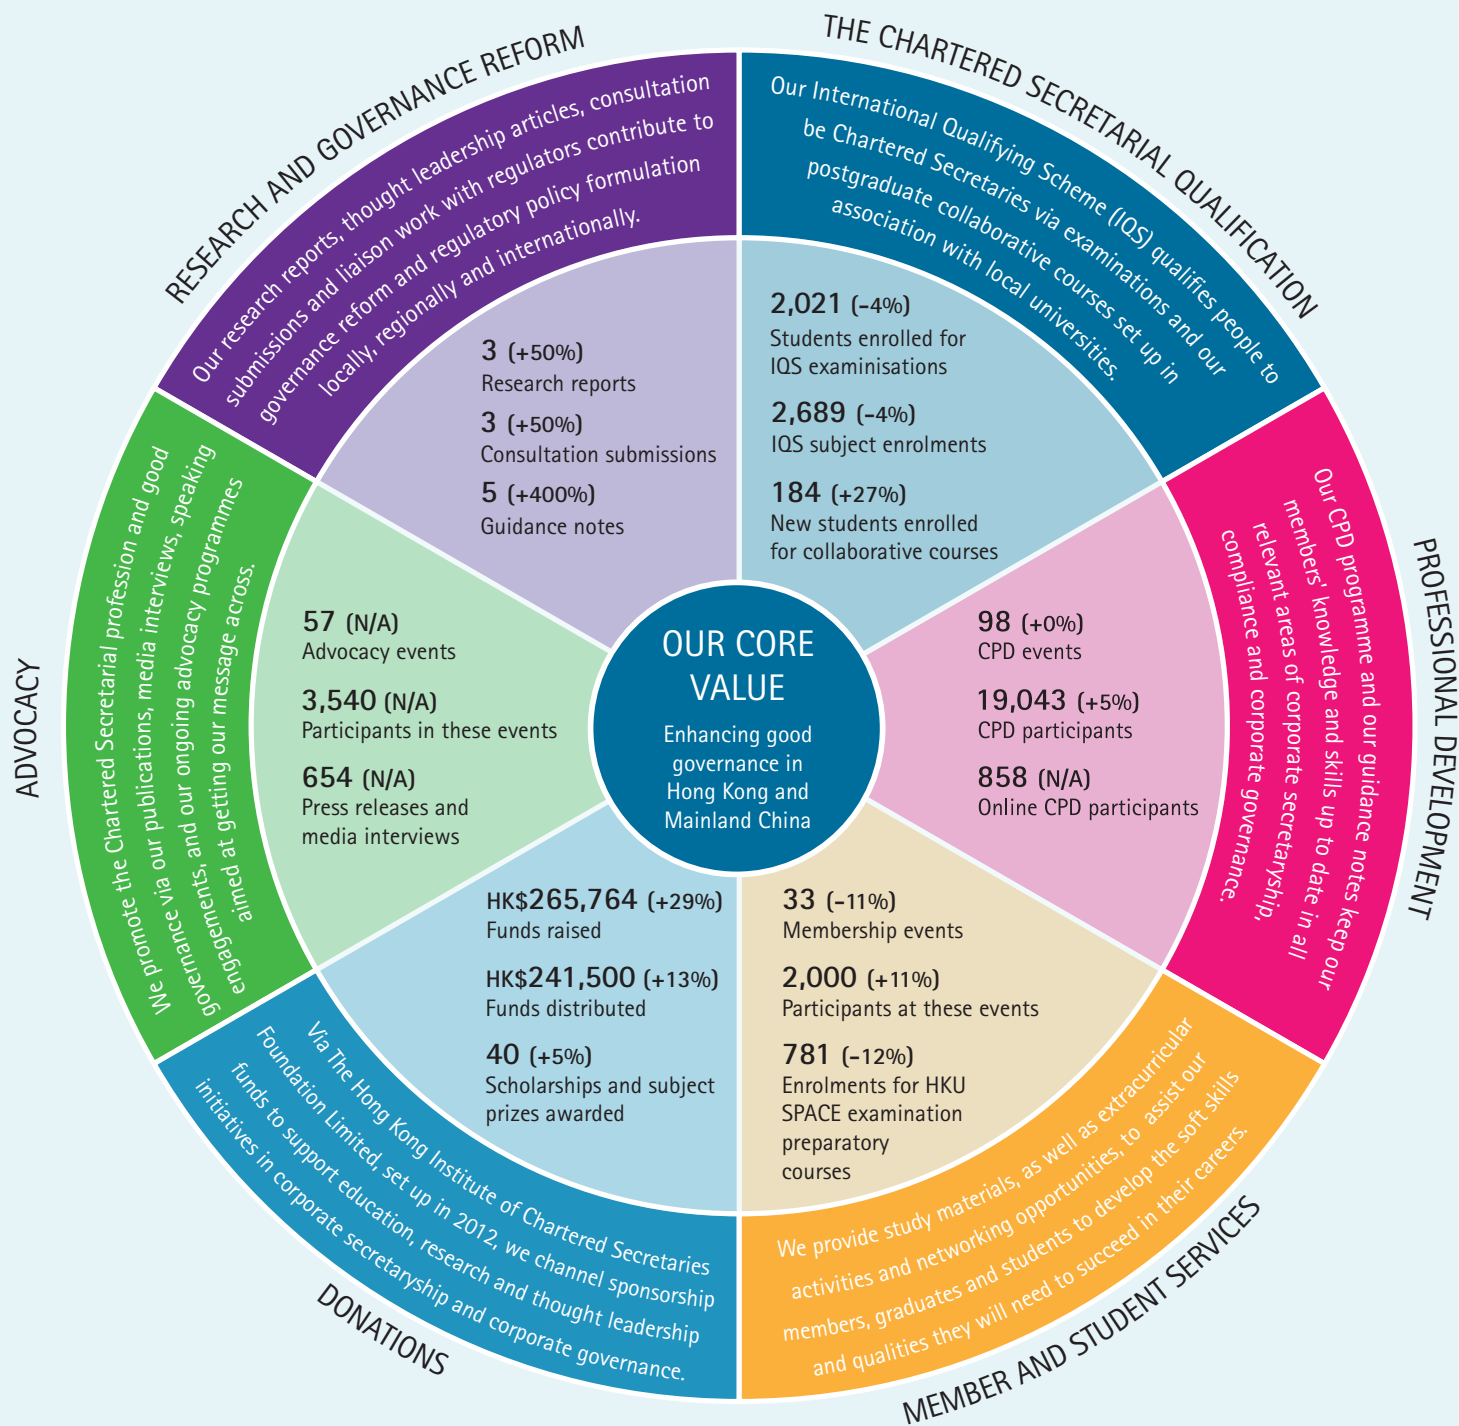 RESEARCH AND GOVERNANCE REFORM
Our research reports, thought leadership articles, consultation
submissions and liaison work with regulators contribute to
governance reform and regulatory policy formulation
locally, regionally and internationally.
3 (+50%)
Research reports
3 (+50%)
Consultation submissions
5 (+400%)
Guidance notes
THE CHARTERED SECRETARIAL QUALIFICATION
Our International Qualifying Scheme (IQS) qualifies people to
be Chartered Secretaries via examinations and our
postgraduate collaborative courses set up in
association with local universities.
2,021 (-4%)
Students enrolled for
IQS examinisations
2,689 (-4%)
IQS subject enrolments
184 (+27%)
New students enrolled
for collaborative courses
PROFESSIONAL DEVELOPMENT
Our CPD programme and our guidance notes keep our
members' knowledge and skills up to date in all
relevant areas of corporate secretaryship,
compliance and corporate governance.
98 (+0%)
CPD events
19,043 (+5%)
CPD participants
858 (N/A)
Online CPD participants
MEMBER AND STUDENT SERVICES
We provide study materials, as well as extracurricular
activities and networking opportunities, to assist our
members, graduates and students to develop the soft skills
and qualities they will need to succeed in their careers.
33 (-11%)
Membership events
2,000 (+11%)
Participants at these events
781 (-12%)
Enrolments for HKU
SPACE examination
preparatory
courses
DONATIONS
Via The Hong Kong Institute of Chartered Secretaries
Foundation Limited, set up in 2012, we channel sponsorship
funds to support education, research and thought leadership
initiatives in corporate secretaryship and corporate governance.
HK$265,764 (+29%)
Funds raised
HK$241,500 (+13%)
Funds distributed
40 (+5%)
Scholarships and subject
prizes awarded
ADVOCACY
We promote the Chartered Secretarial profession and good
governance via our publications, media interviews, speaking
engagements, and our ongoing advocacy programmes
aimed at getting our message across.
57 (N/A)
Advocacy events
3,540 (N/A)
Participants in these events
654 (N/A)
Press releases and
media interviews
OUR CORE
VALUE
Enhancing good
governance in
Hong Kong and
Mainland China